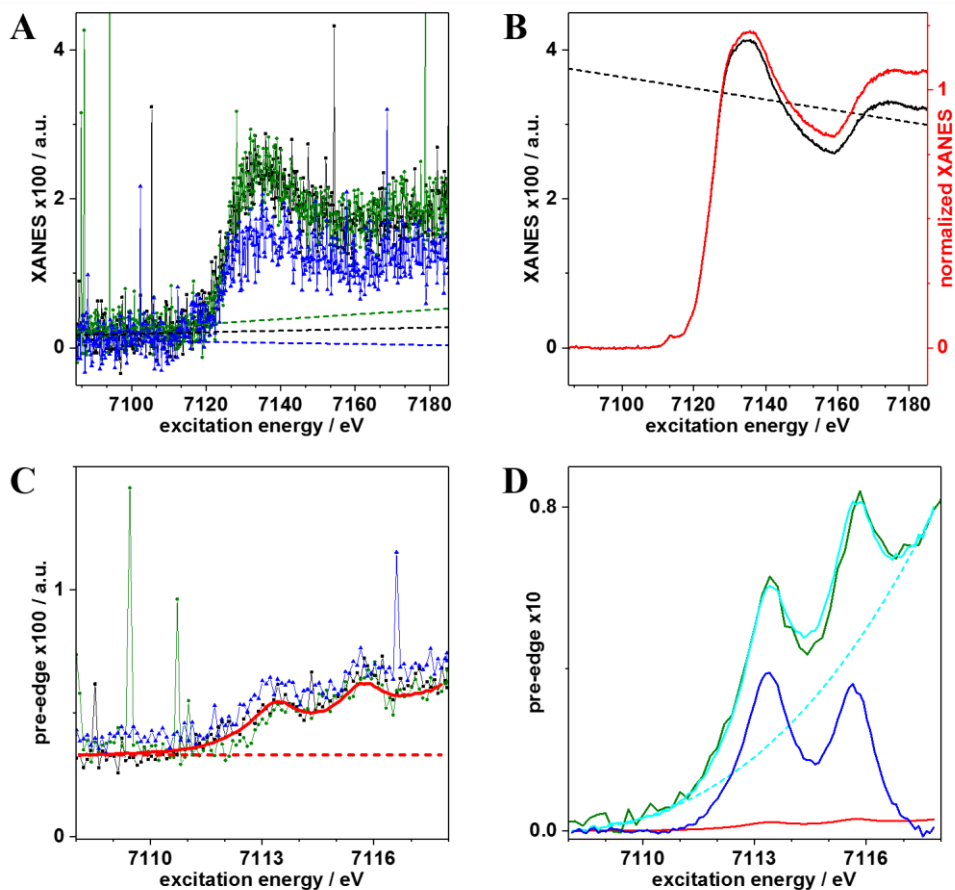 A
XANES x100 / a.u.
4
2
0
7100 7120 7140 7160 7180
excitation energy / eV
B
XANES x100 / a.u.
4
2
0
7100 7120 7140 7160 7180
excitation energy / eV
1
0
normalized XANES
C
pre-edge x100 / a.u.
1
0
7110 7113 7116
excitation energy / eV
D
pre-edge x10
0.8
0.0
7110 7113 7116
excitation energy / eV